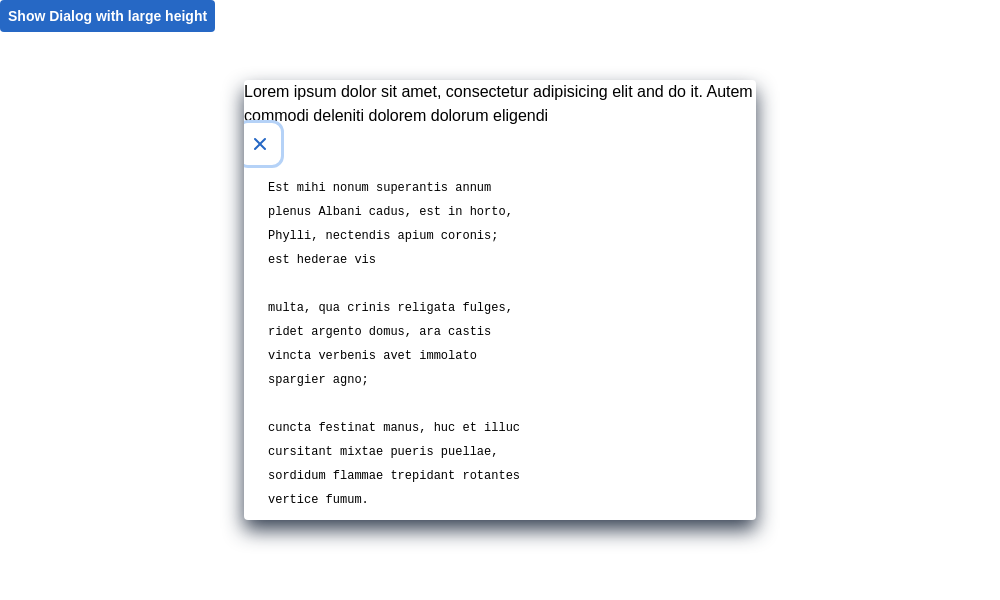 Show Dialog with large height
Lorem ipsum dolor sit amet, consectetur adipisicing elit and do it. Autem
commodi deleniti dolorem dolorum eligendi
Est mihi nonum superantis annum
plenus Albani cadus, est in horto,
Phylli, nectendis apium coronis;
est hederae vis
multa, qua crinis religata fulges,
ridet argento domus, ara castis
vincta verbenis avet immolato
spargier agno;
cuncta festinat manus, huc et illuc
cursitant mixtae pueris puellae,
sordidum flammae trepidant rotantes
vertice fumum.